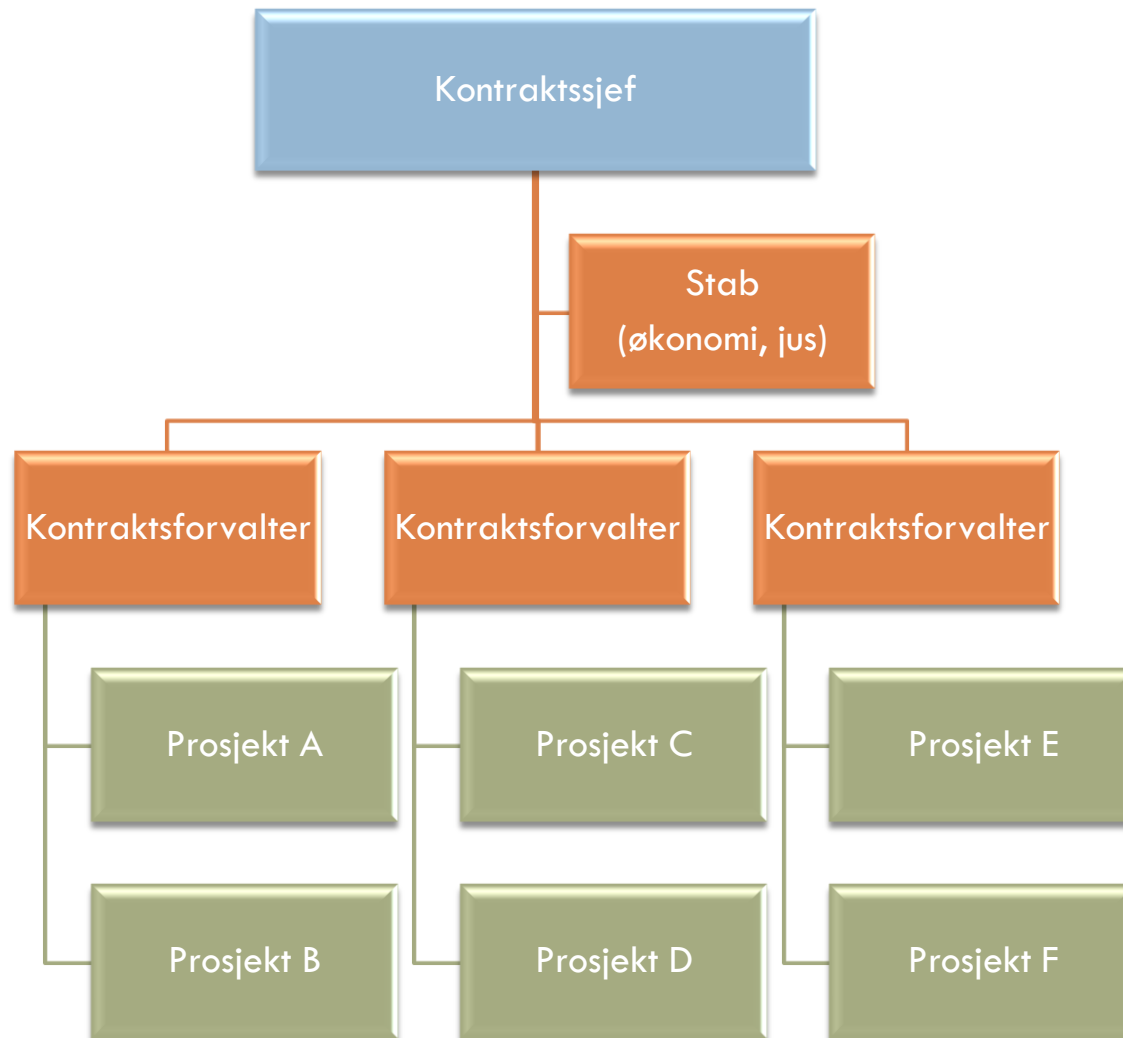 Kontraktssjef
Stab
(økonomi, jus)
Kontraktsforvalter
Kontraktsforvalter
Kontraktsforvalter
Prosjekt A
Prosjekt C
Prosjekt E
Prosjekt B
Prosjekt D
Prosjekt F